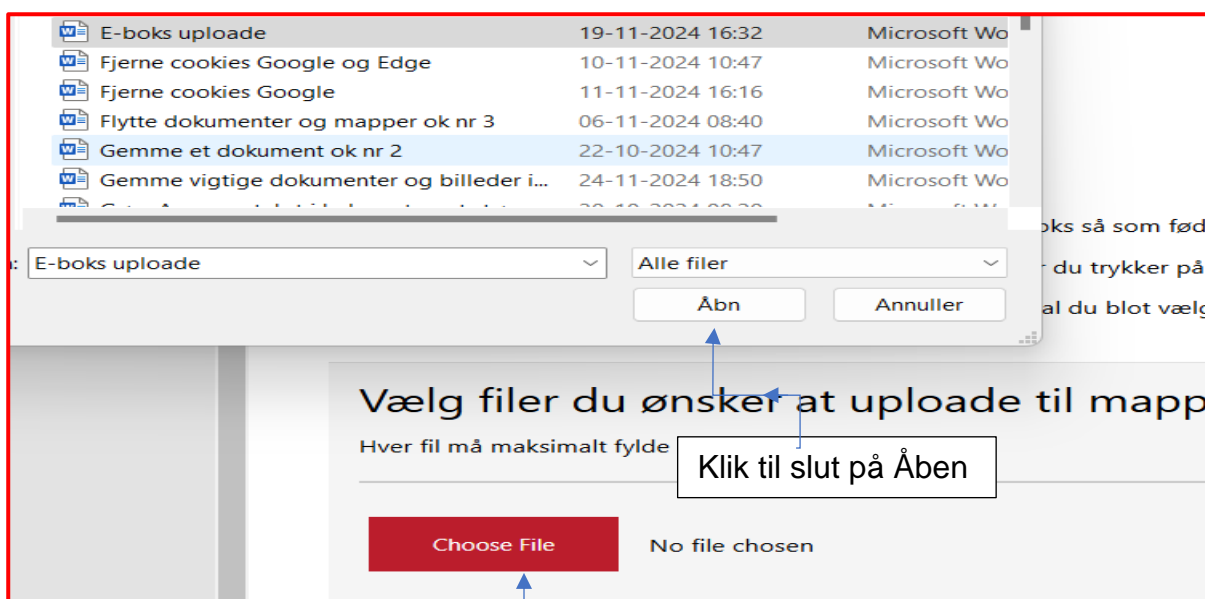 E-boks uploade 19-11-2024 16:32 Microsoft Wo
Fjerne cookies Google og Edge 10-11-2024 10:47 Microsoft Wo
Fjerne cookies Google 11-11-2024 16:16 Microsoft Wo
Flytte dokumenter og mapper ok nr 3 06-11-2024 08:40 Microsoft Wo
Gemme et dokument ok nr 2 22-10-2024 10:47 Microsoft Wo
Gemme vigtige dokumenter og billeder i... 24-11-2024 18:50 Microsoft Wo
oks så som fød
: E-boks uploade Alle filer
du trykker på
Åbn Annuller
al du blot vælg
Vælg filer du ønsker at uploade til mapp
Hver fil må maksimalt fylde
Klik til slut på Åben
Choose File No file chosen